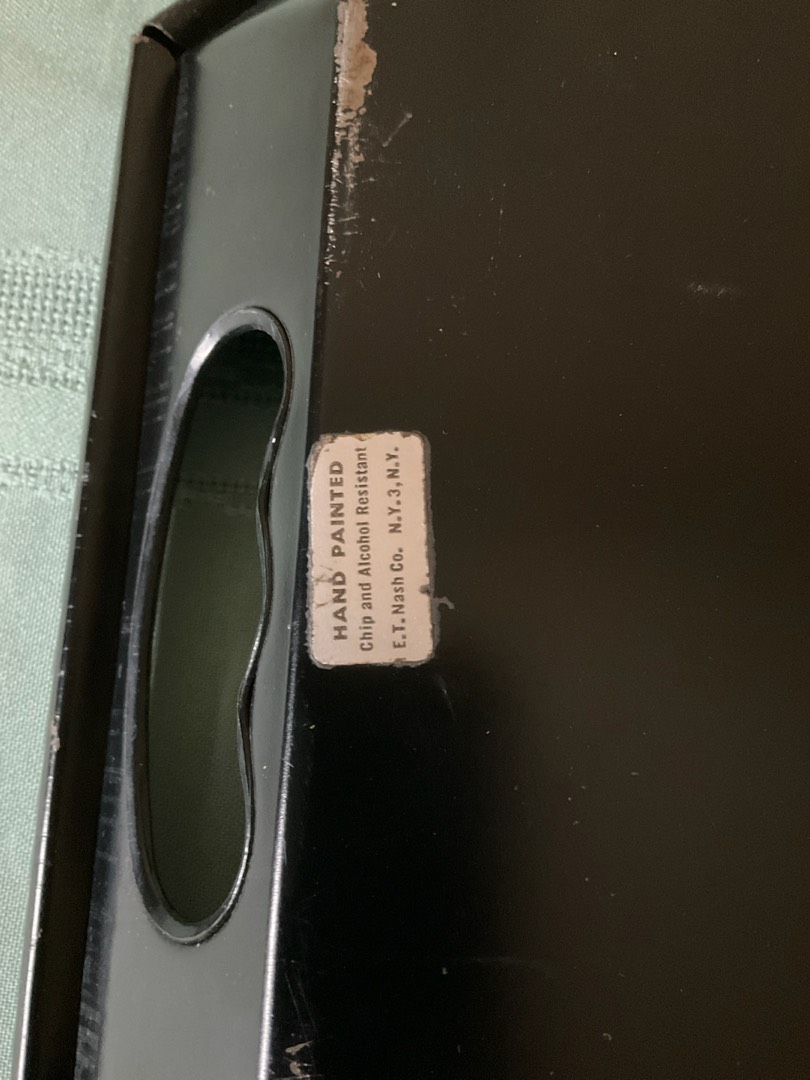 HAND PAINTED
Chip and Alcohol Resistant
E.T. Nash Co. N.Y. 3, N.Y.